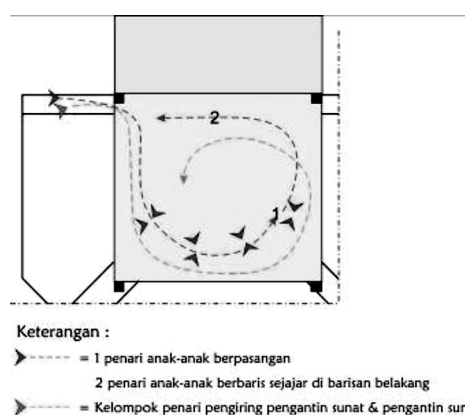 2
1
Keterangan :
= 1 penari anak-anak berpasangan
2 penari anak-anak berbaris sejajar di barisan belakang
= Kelompok penari pengiring pengantin sunat & pengantin